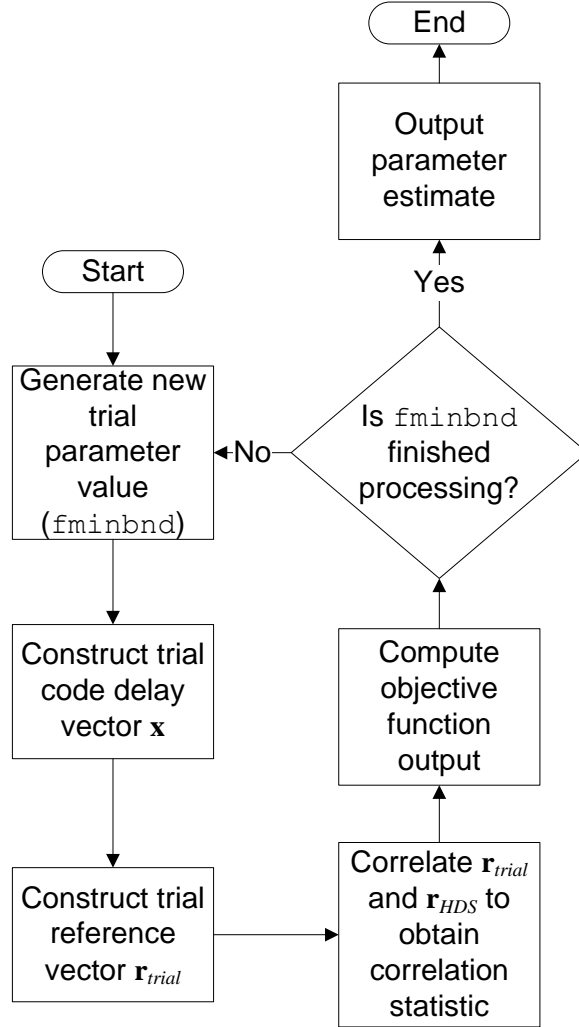 Start
Generate new
trial
parameter
value
(fminbnd)
Construct trial
code delay
vector x
Construct trial
reference
vector r_trial
Correlate r_trial
and r_HDS to
obtain
correlation
statistic
Compute
objective
function
output
Is fminbnd
finished
processing?
No
Yes
Output
parameter
estimate
End